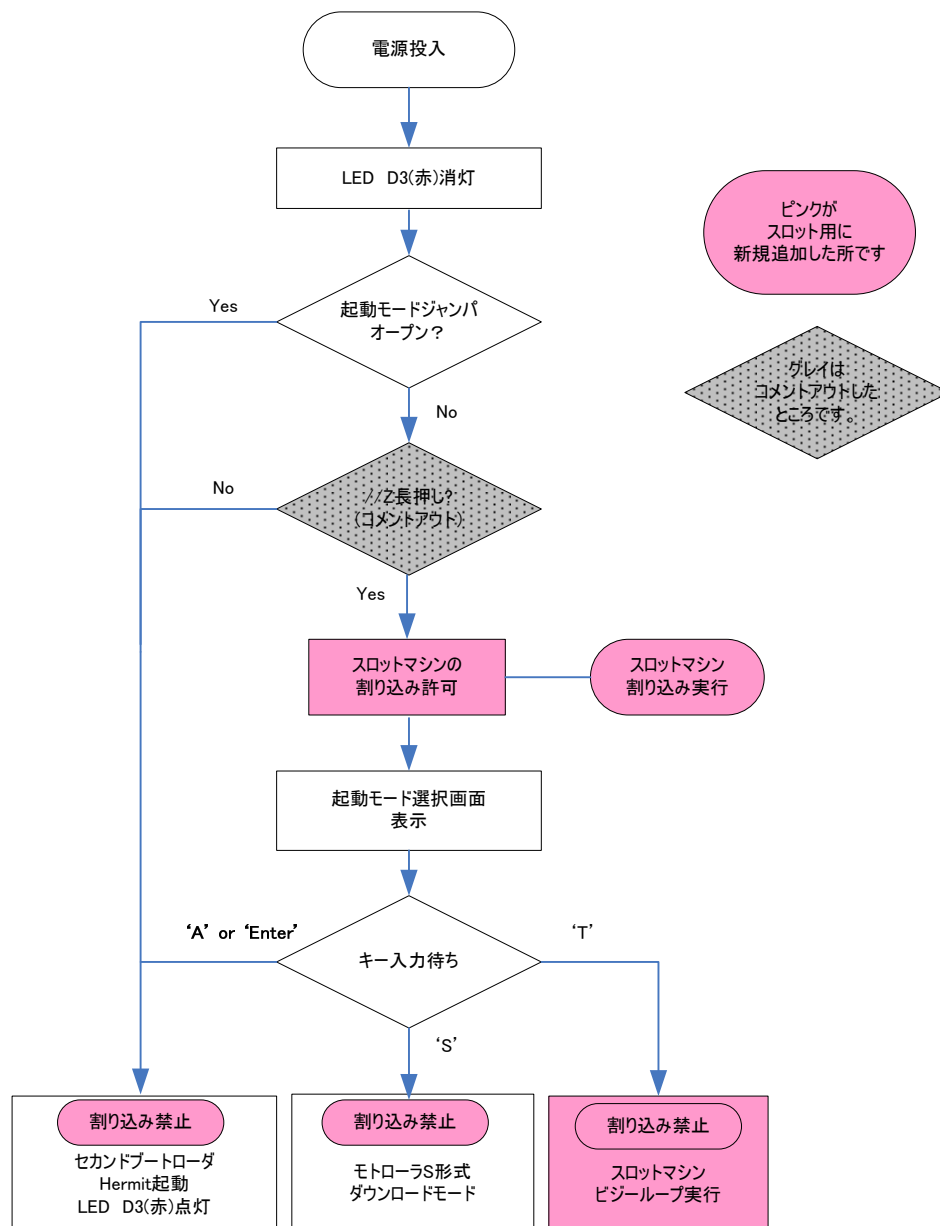 電源投入
LED D3(赤)消灯
ピンクが
スロット用に
新規追加した所です
起動モードジャンパ
オープン？
Yes
No
グレイは
コメントアウトした
ところです。
//Z長押し?
(コメントアウト)
No
Yes
スロットマシンの
割り込み許可
スロットマシン
割り込み実行
起動モード選択画面
表示
キー入力待ち
‘A’ or ‘Enter’
‘T’
‘S’
割り込み禁止
セカンドブートローダ
Hermit起動
LED D3(赤)点灯
割り込み禁止
モトローラS形式
ダウンロードモード
割り込み禁止
スロットマシン
ビジーループ実行